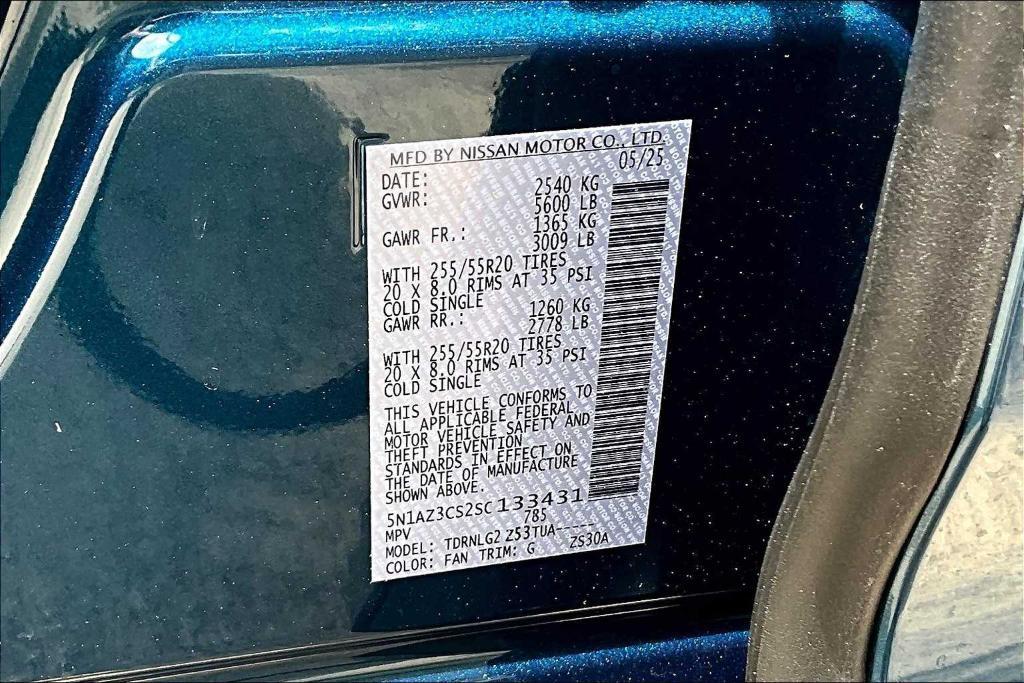 MFD BY NISSAN MOTOR CO., LTD.
DATE: 05/25
GVWR: 2540 KG
5600 LB
GAWR FR.: 1365 KG
3009 LB
WITH 255/55R20 TIRES
20 X 8.0 RIMS AT 35 PSI
COLD SINGLE
GAWR RR.: 1260 KG
2778 LB
WITH 255/55R20 TIRES
20 X 8.0 RIMS AT 35 PSI
COLD SINGLE
THIS VEHICLE CONFORMS TO
ALL APPLICABLE FEDERAL
MOTOR VEHICLE SAFETY AND
THEFT PREVENTION
STANDARDS IN EFFECT ON
THE DATE OF MANUFACTURE
SHOWN ABOVE.
5N1AZ3CS2SC133431
MPV 785
MODEL: TDRNLG2 Z53TUA-----
COLOR: FAN TRIM: G ZS30A